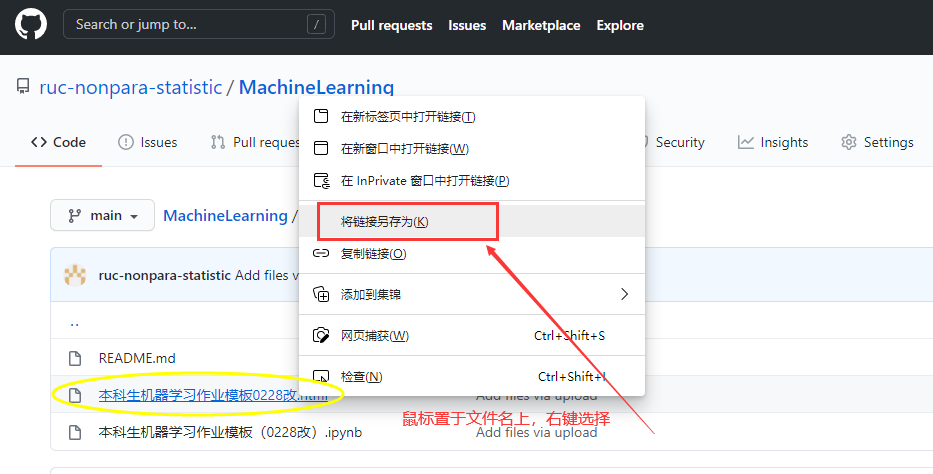 Search or jump to... /
Pull requests Issues Marketplace Explore
ruc-nonpara-statistic / MachineLearning
Code Issues Pull reques Security Insights Settings
在新标签页中打开链接(T)
在新窗口中打开链接(W)
在 InPrivate 窗口中打开链接(P)
main MachineLearning /
将链接另存为(K)
复制链接(O)
ruc-nonpara-statistic Add files v
添加到集锦
..
网页捕获(W) Ctrl+Shift+S
README.md
检查(N) Ctrl+Shift+I
本科生机器学习作业模板0228改.html Add files via upload
鼠标置于文件名上，右键选择
本科生机器学习作业模板（0228改）.ipynb Add files via upload